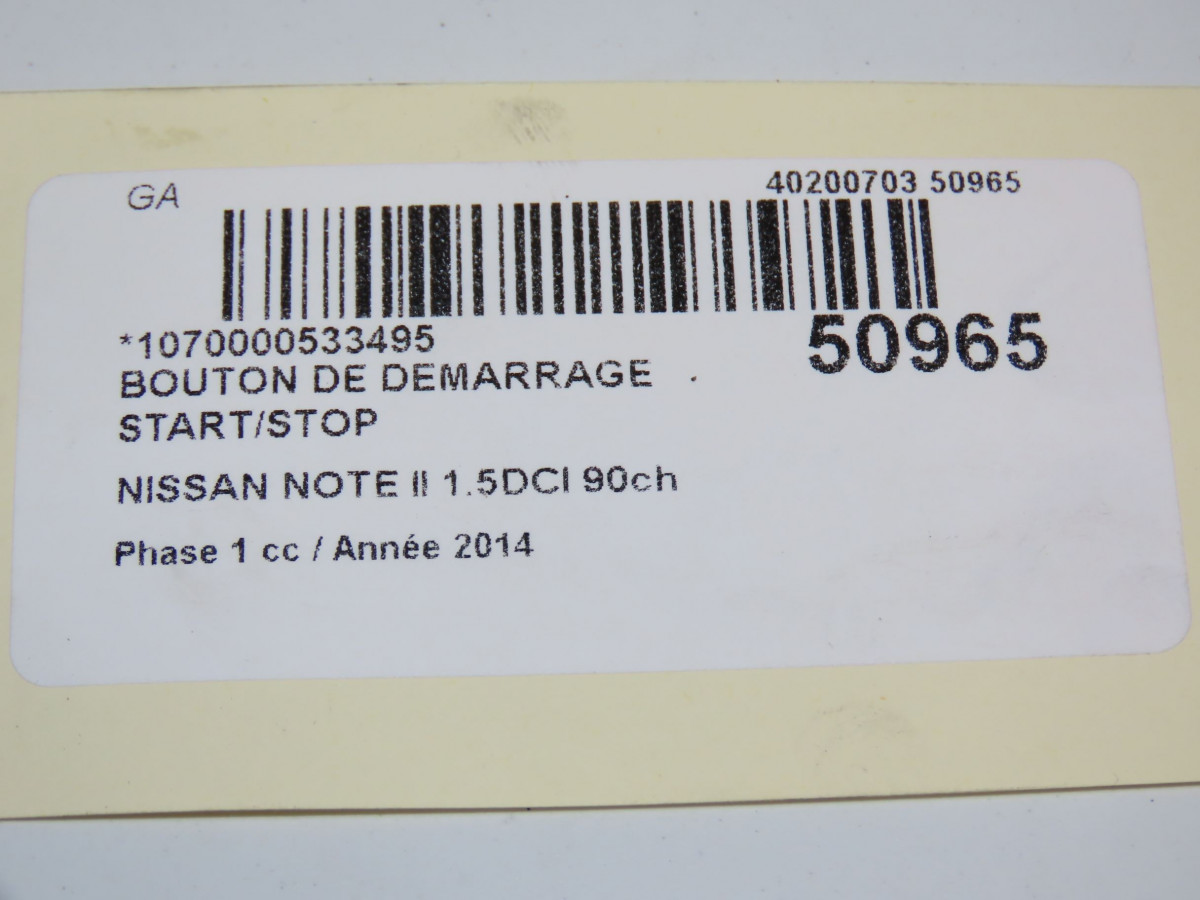 GA
40200703 50965
*1070000533495
50965
BOUTON DE DEMARRAGE
START/STOP
NISSAN NOTE II 1.5DCI 90ch
Phase 1 cc / Année 2014